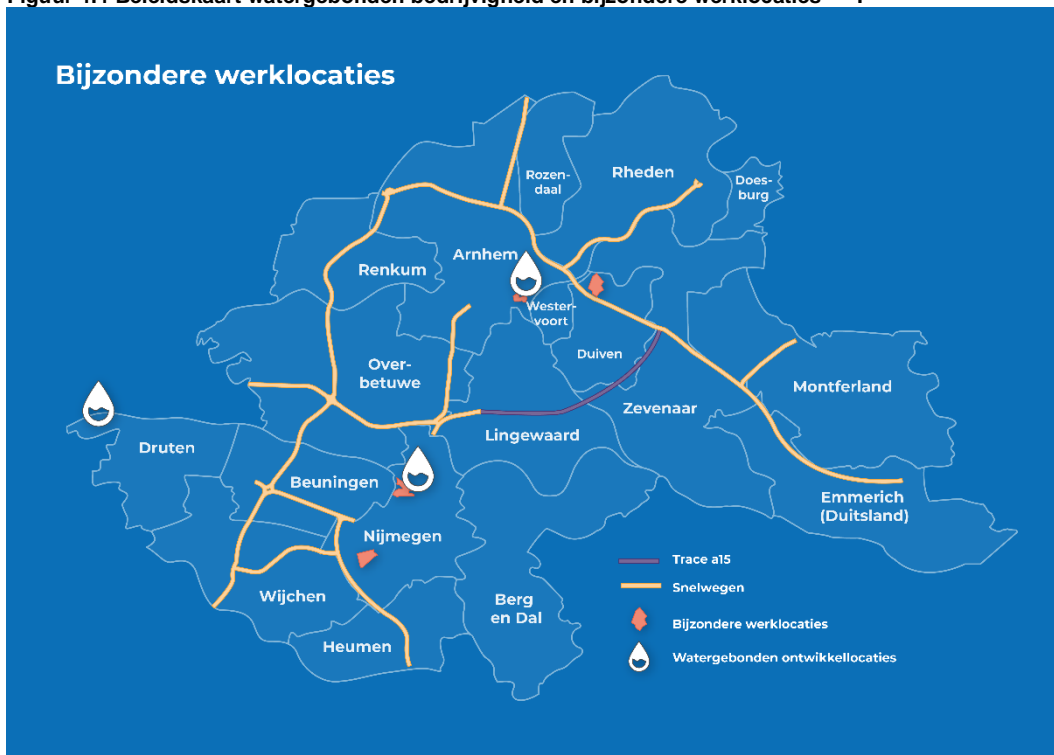 Bijzondere werklocaties
Rozen-
daal
Rheden
Does-
burg
Arnhem
Renkum
Wester-
voort
Duiven
Over-
betuwe
Montferland
Zevenaar
Lingewaard
Druten
Beuningen
Emmerich
(Duitsland)
Nijmegen
Wijchen
Berg
en Dal
Heumen
Trace a15
Snelwegen
Bijzondere werklocaties
Watergebonden ontwikkellocaties